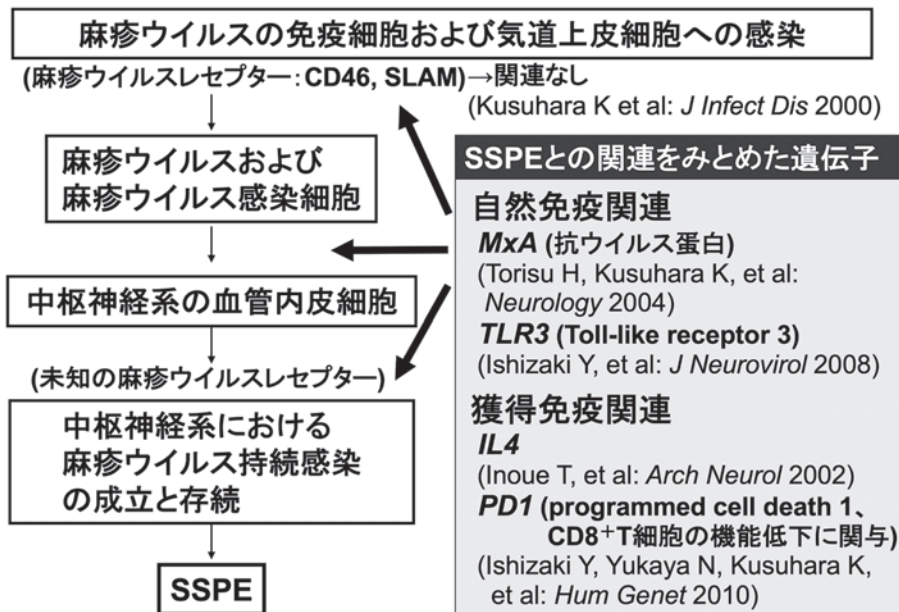 麻疹ウイルスの免疫細胞および気道上皮細胞への感染
(麻疹ウイルスレセプター：CD46, SLAM)→関連なし
(Kusuhara K et al: J Infect Dis 2000)
麻疹ウイルスおよび
麻疹ウイルス感染細胞
中枢神経系の血管内皮細胞
(未知の麻疹ウイルスレセプター)
中枢神経系における
麻疹ウイルス持続感染
の成立と存続
SSPE
SSPEとの関連をみとめた遺伝子
自然免疫関連
MxA (抗ウイルス蛋白)
(Torisu H, Kusuhara K, et al:
Neurology 2004)
TLR3 (Toll-like receptor 3)
(Ishizaki Y, et al: J Neurovirol 2008)
獲得免疫関連
IL4
(Inoue T, et al: Arch Neurol 2002)
PD1 (programmed cell death 1、
CD8⁺T細胞の機能低下に関与)
(Ishizaki Y, Yukaya N, Kusuhara K,
et al: Hum Genet 2010)